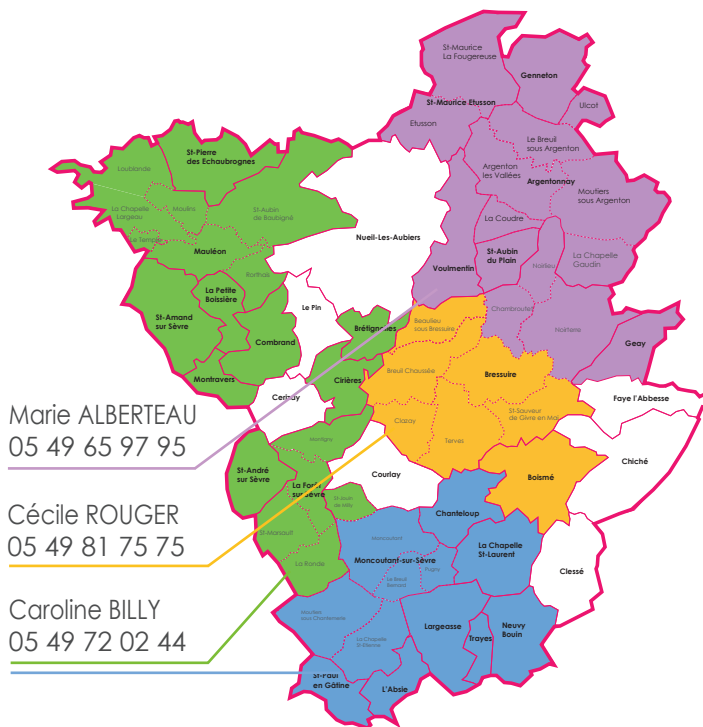 St-Maurice
La Fougereuse
Genneton
Ulcot
St-Maurice Etusson
Etusson
Le Breuil
sous Argenton
St-Pierre
des Echaubrognes
Loublande
Argenton
les Vallées
Argentonnay
Moutiers
sous Argenton
La Chapelle
Largeau
Moulins
St-Aubin
de Baubigné
La Coudre
Le Temple
Mauléon
Nueil-Les-Aubiers
St-Aubin
du Plain
Noirlieu
La Chapelle
Gaudin
Rorthais
Voulmentin
La Petite
Boissière
Le Pin
St-Amand
sur Sèvre
Chambroutet
Beaulieu
sous Bressuire
Brétignolles
Noirterre
Geay
Combrand
Breuil Chaussée
Bressuire
Montravers
Cirières
Cerizay
Faye l'Abbesse
Marie ALBERTEAU
05 49 65 97 95
St-Sauveur
de Givre en Mai
Clazay
Terves
Montigny
Chiché
St-André
sur Sèvre
Courlay
Boismé
La Forêt
sur Sèvre
St-Jouin
de Milly
Cécile ROUGER
05 49 81 75 75
Chanteloup
St-Marsault
Moncoutant
La Chapelle
St-Laurent
Moncoutant-sur-Sèvre
La Ronde
Pugny
Clessé
Le Breuil
Bernard
Caroline BILLY
05 49 72 02 44
Moutiers
sous Chantemerle
Largeasse
Trayes
Neuvy
Bouin
La Chapelle
St-Etienne
St-Paul
en Gâtine
L'Absie